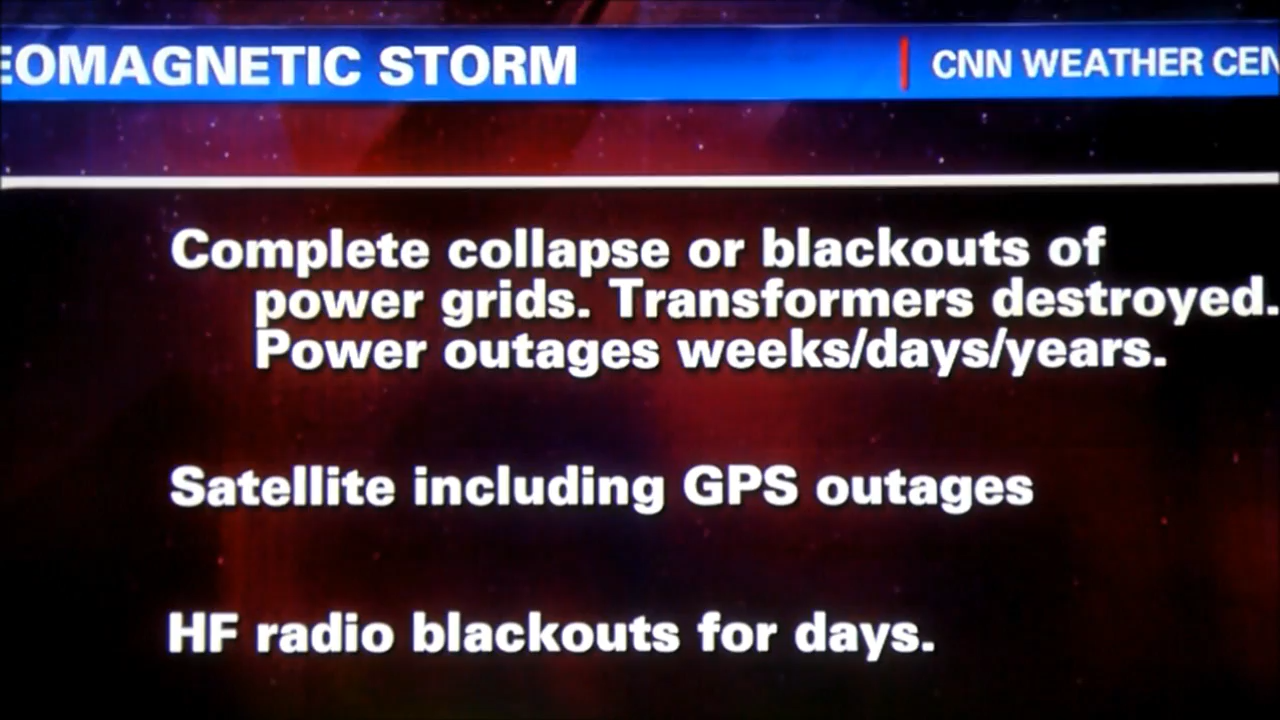 EOMAGNETIC STORM
CNN WEATHER CEN
Complete collapse or blackouts of
power grids. Transformers destroyed.
Power outages weeks/days/years.
Satellite including GPS outages
HF radio blackouts for days.